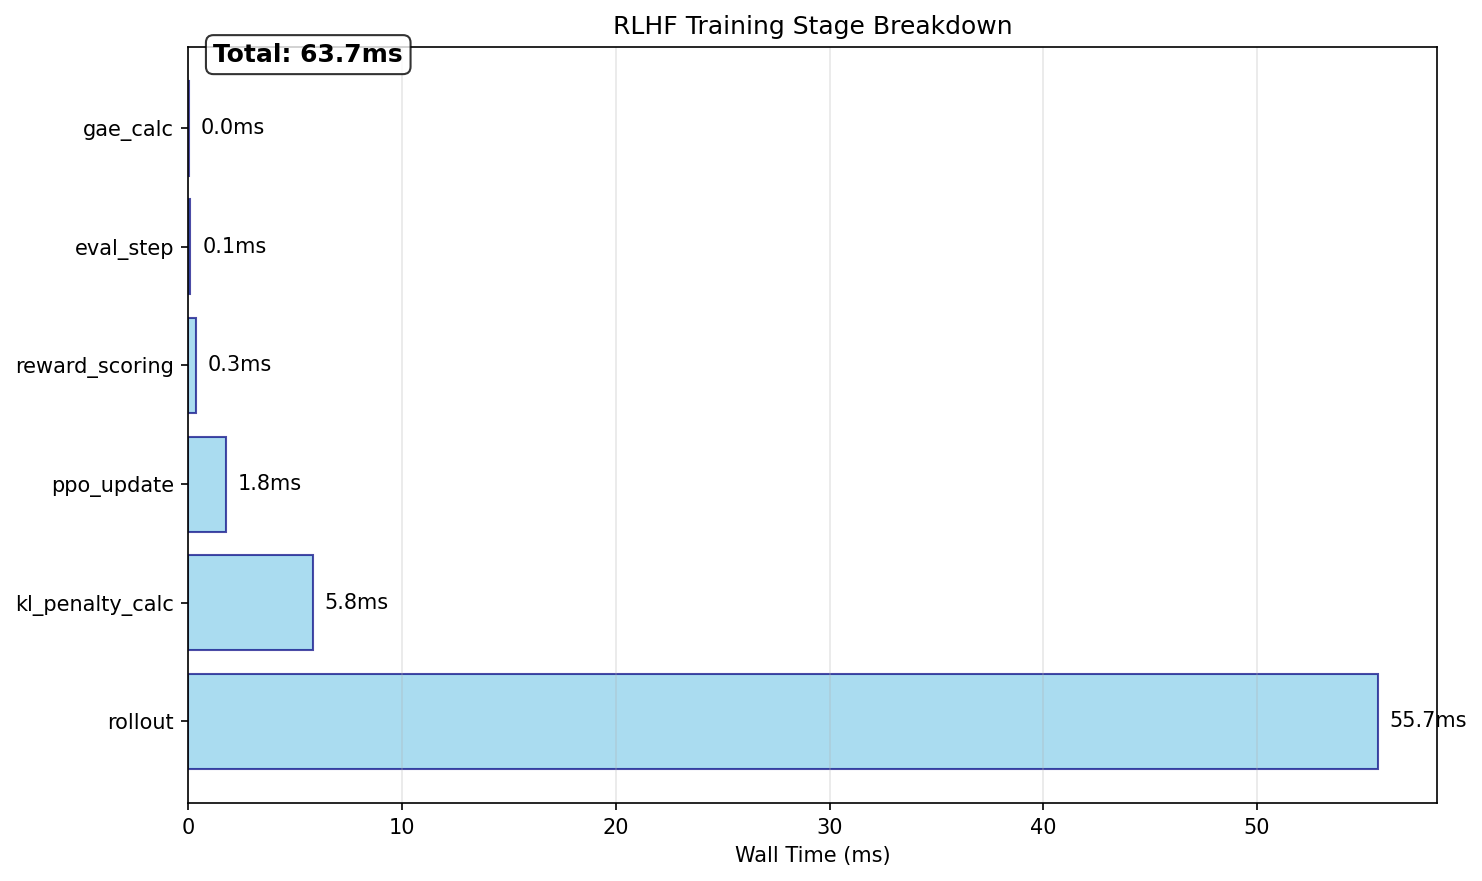 RLHF Training Stage Breakdown
Total: 63.7ms
gae_calc 0.0ms
eval_step 0.1ms
reward_scoring 0.3ms
ppo_update 1.8ms
kl_penalty_calc 5.8ms
rollout 55.7ms
0 10 20 30 40 50
Wall Time (ms)